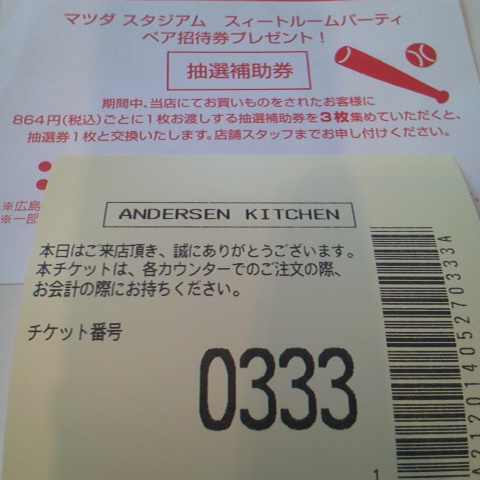 マツダ スタジアム　スィートルームパーティ
ペア招待券プレゼント！
抽選補助券
期間中、当店にてお買いものをされたお客様に
864円(税込)ごとに1枚お渡しする抽選補助券を3枚集めていただくと、
抽選券1枚と交換いたします。店舗スタッフまでお申し付けください。
※広島
※一部
ANDERSEN KITCHEN
本日はご来店頂き、誠にありがとうございます。
本チケットは、各カウンターでのご注文の際、
お会計の際にお持ちください。
チケット番号
0333
A21201405270333A
1